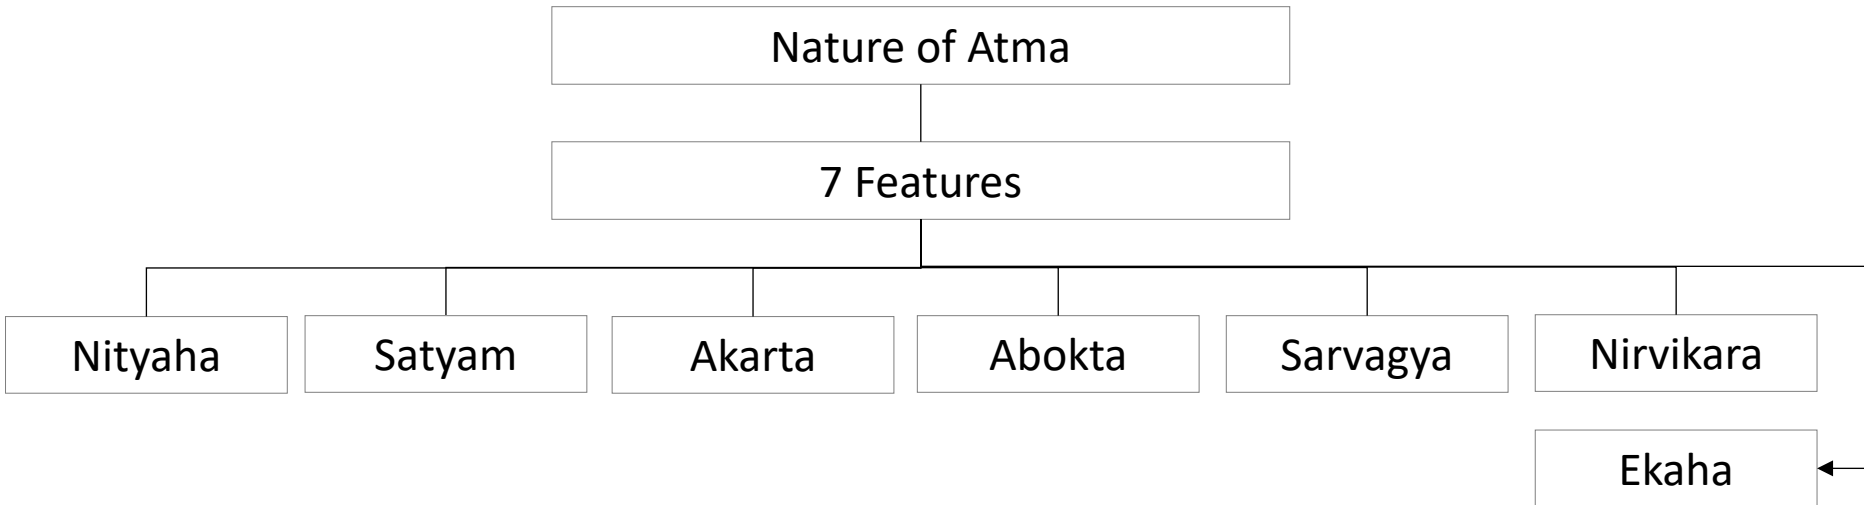 Nature of Atma
7 Features
Nityaha
Satyam
Akarta
Abokta
Sarvagya
Nirvikara
Ekaha